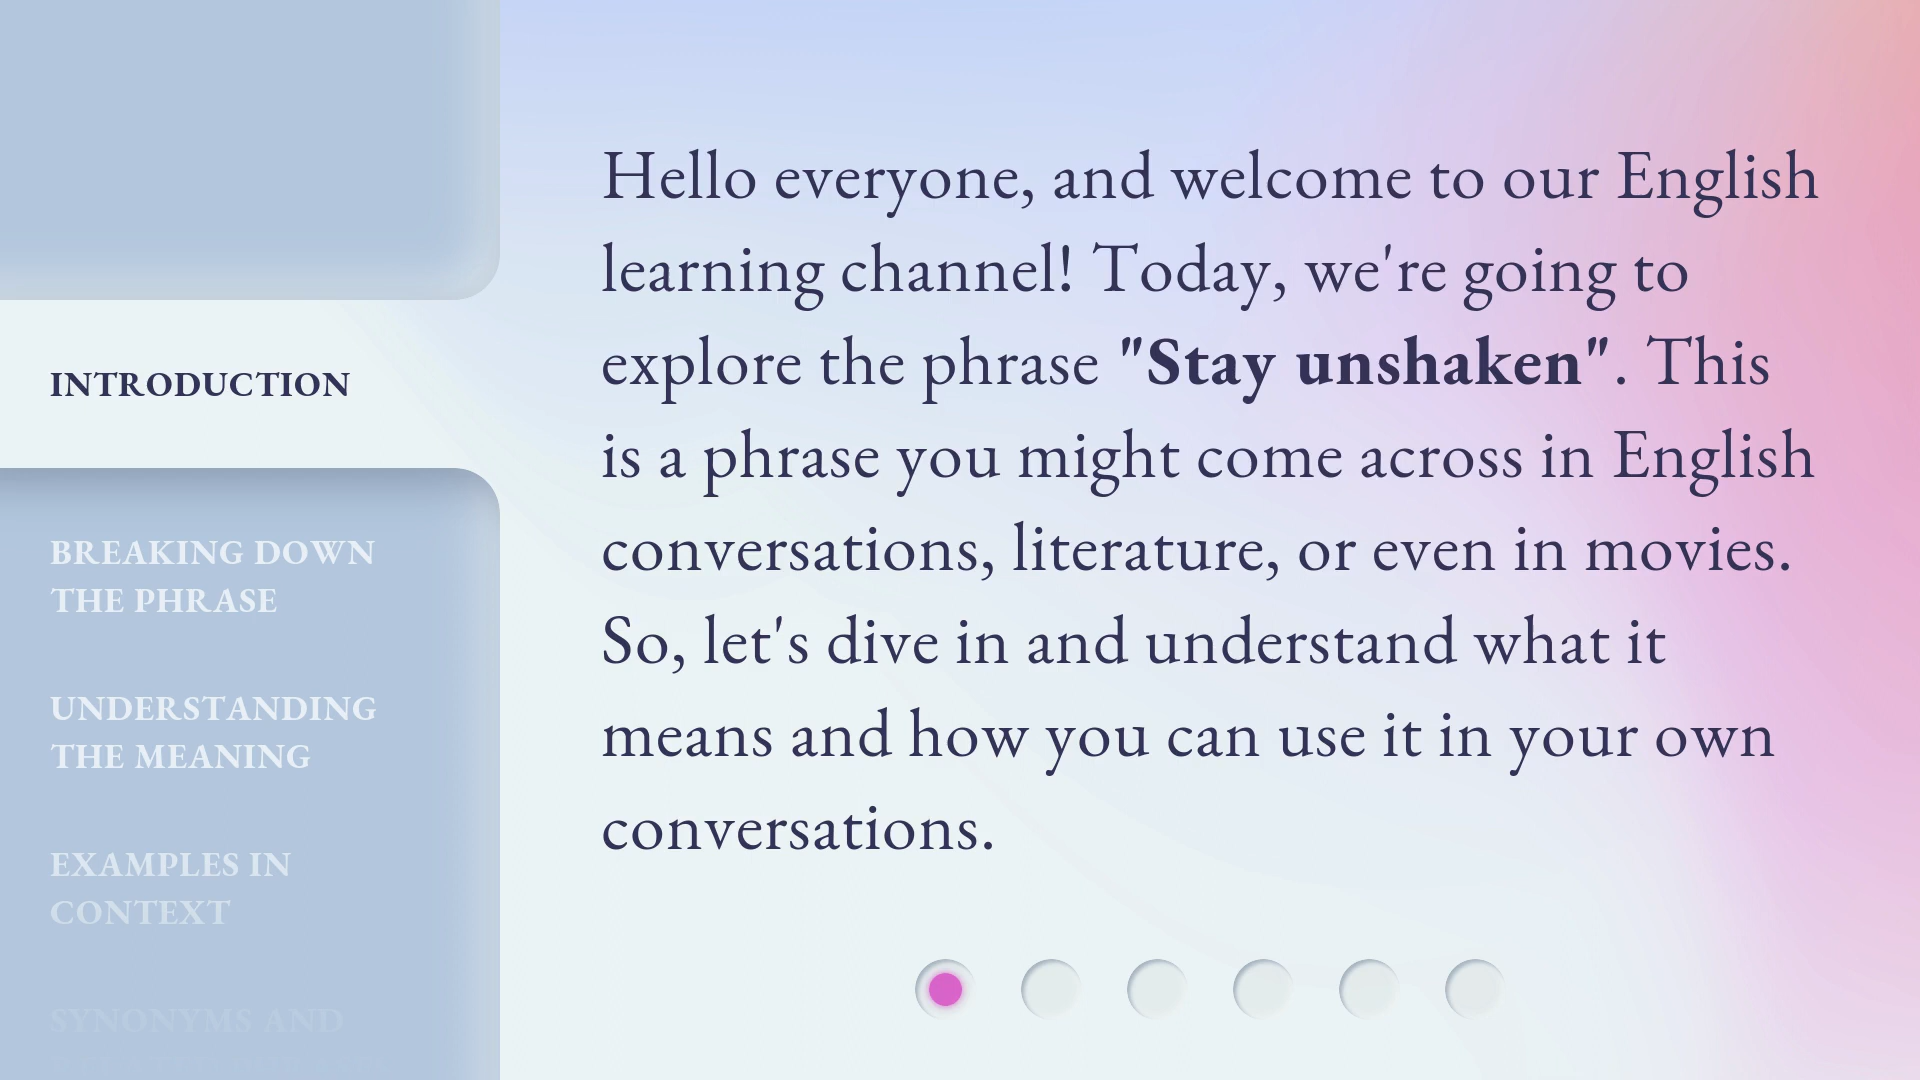 INTRODUCTION
BREAKING DOWN
THE PHRASE
UNDERSTANDING
THE MEANING
EXAMPLES IN
CONTEXT
SYNONYMS AND
Hello everyone, and welcome to our English
learning channel! Today, we're going to
explore the phrase "Stay unshaken". This
is a phrase you might come across in English
conversations, literature, or even in movies.
So, let's dive in and understand what it
means and how you can use it in your own
conversations.